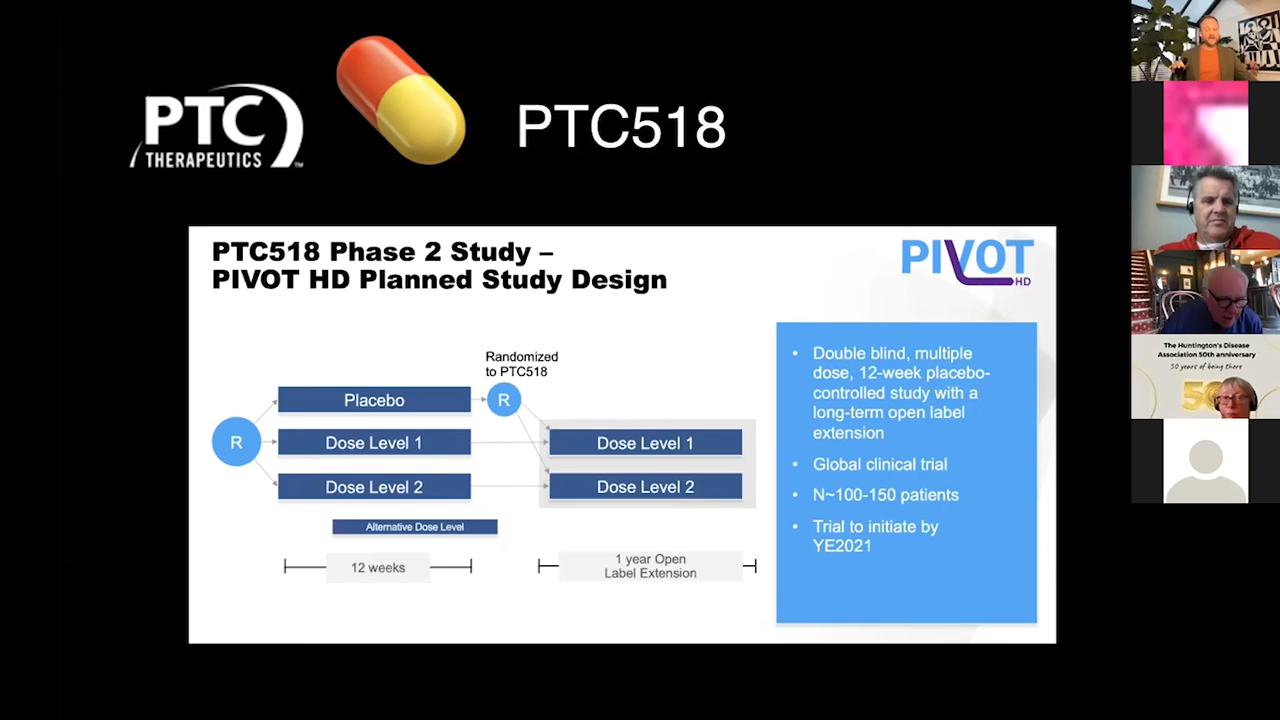 PTC
THERAPEUTICS
PTC518
PTC518 Phase 2 Study –
PIVOT HD Planned Study Design
PIVOT
HD
Randomized
to PTC518
R
Placebo
R
Dose Level 1
Dose Level 2
Dose Level 1
Dose Level 2
Alternative Dose Level
12 weeks
1 year Open
Label Extension
• Double blind, multiple
dose, 12-week placebo-
controlled study with a
long-term open label
extension
• Global clinical trial
• N~100-150 patients
• Trial to initiate by
YE2021
The Huntington's Disease
Association 50th anniversary
50 years of being there